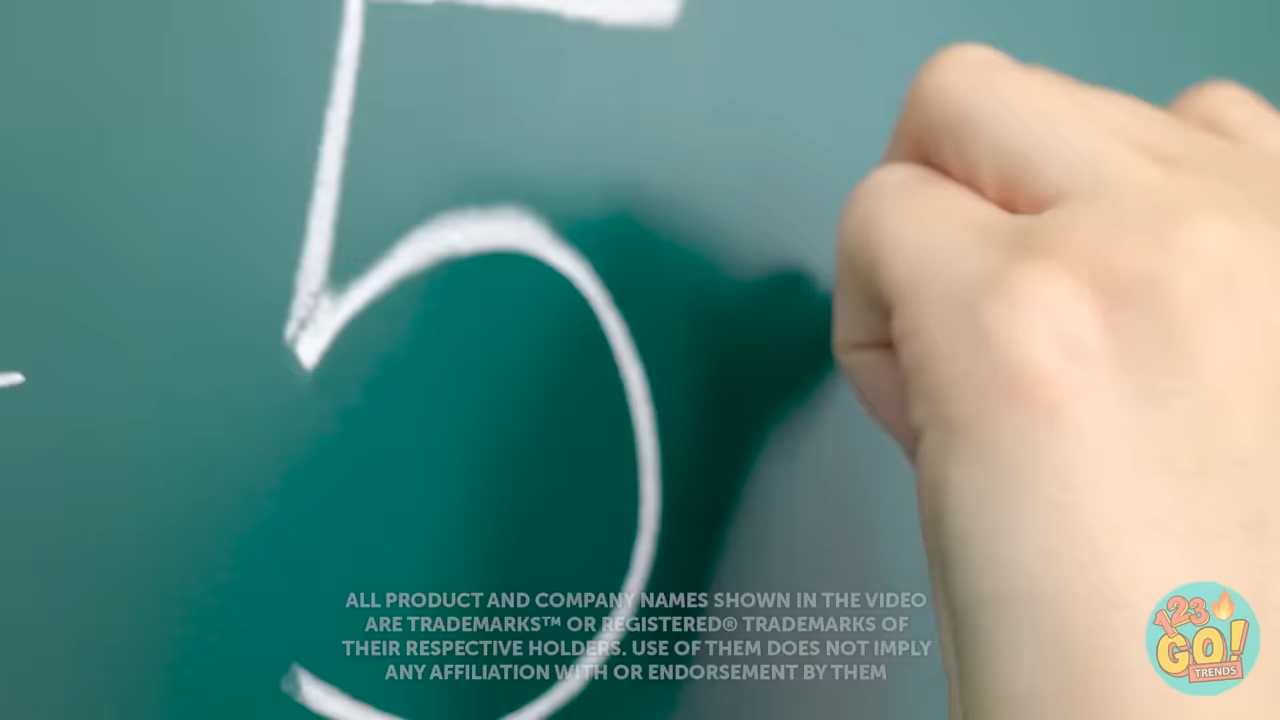 5
ALL PRODUCT AND COMPANY NAMES SHOWN IN THE VIDEO
ARE TRADEMARKS™ OR REGISTERED® TRADEMARKS OF
THEIR RESPECTIVE HOLDERS. USE OF THEM DOES NOT IMPLY
ANY AFFILIATION WITH OR ENDORSEMENT BY THEM
123
GO!
TRENDS